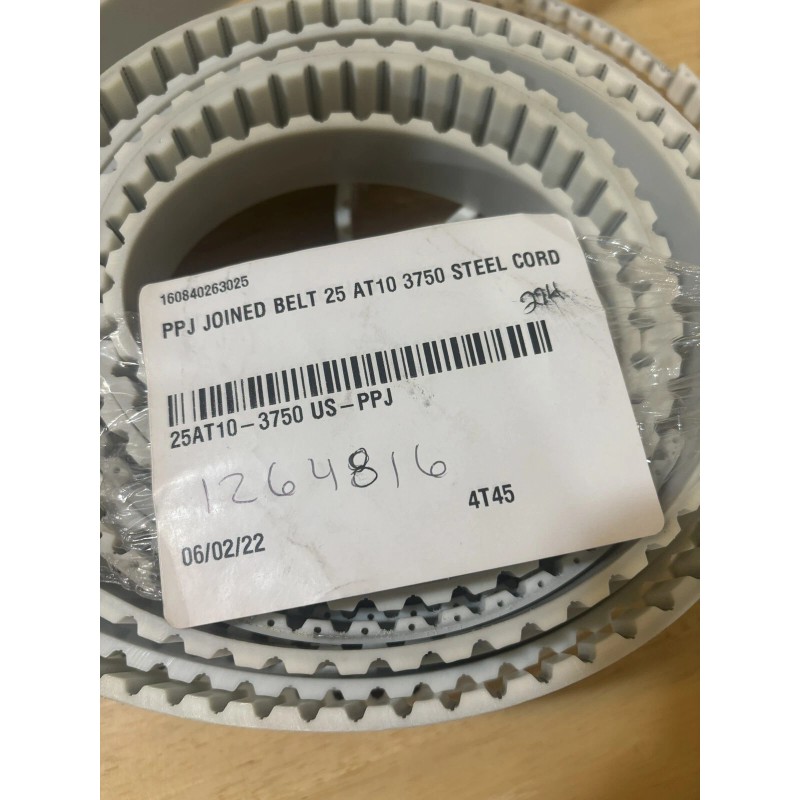 160840263025
PPJ JOINED BELT 25 AT10 3750 STEEL CORD
25AT10-3750 US-PPJ
1264816
4T45
06/02/22